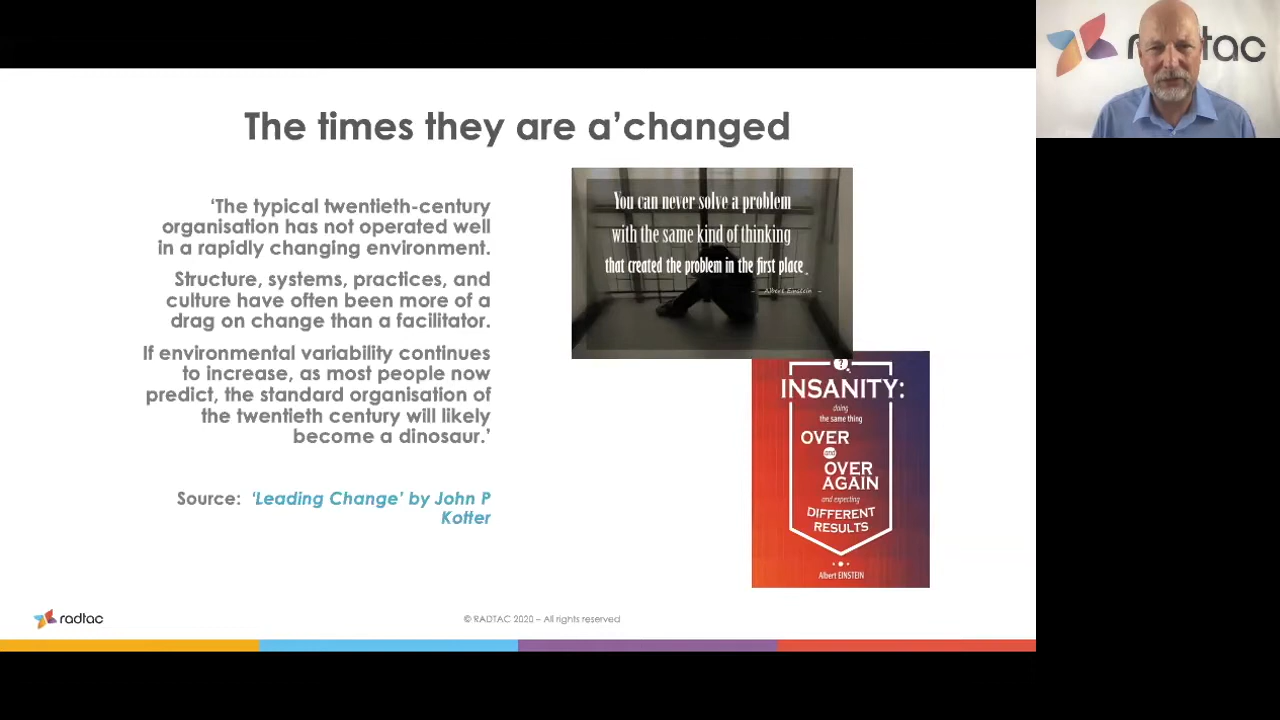 The times they are a’changed
‘The typical twentieth-century
organisation has not operated well
in a rapidly changing environment.
Structure, systems, practices, and
culture have often been more of a
drag on change than a facilitator.
If environmental variability continues
to increase, as most people now
predict, the standard organisation of
the twentieth century will likely
become a dinosaur.’
Source: ‘Leading Change’ by John P
Kotter
You can never solve a problem
with the same kind of thinking
that created the problem in the first place.
– Albert Einstein –
?
INSANITY:
doing
the same thing
OVER
and
OVER
AGAIN
and expecting
DIFFERENT
RESULTS
Albert EINSTEIN
radtac
© RADTAC 2020 – All rights reserved